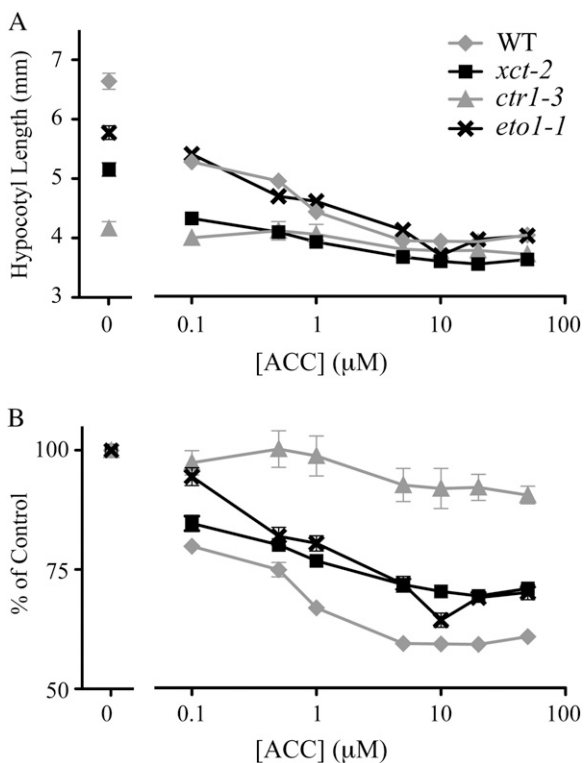 A
WT
xct-2
ctr1-3
eto1-1
Hypocotyl Length (mm)
7
6
5
4
3
0
0.1
1
10
100
[ACC] (µM)
B
% of Control
100
75
50
0
0.1
1
10
100
[ACC] (µM)